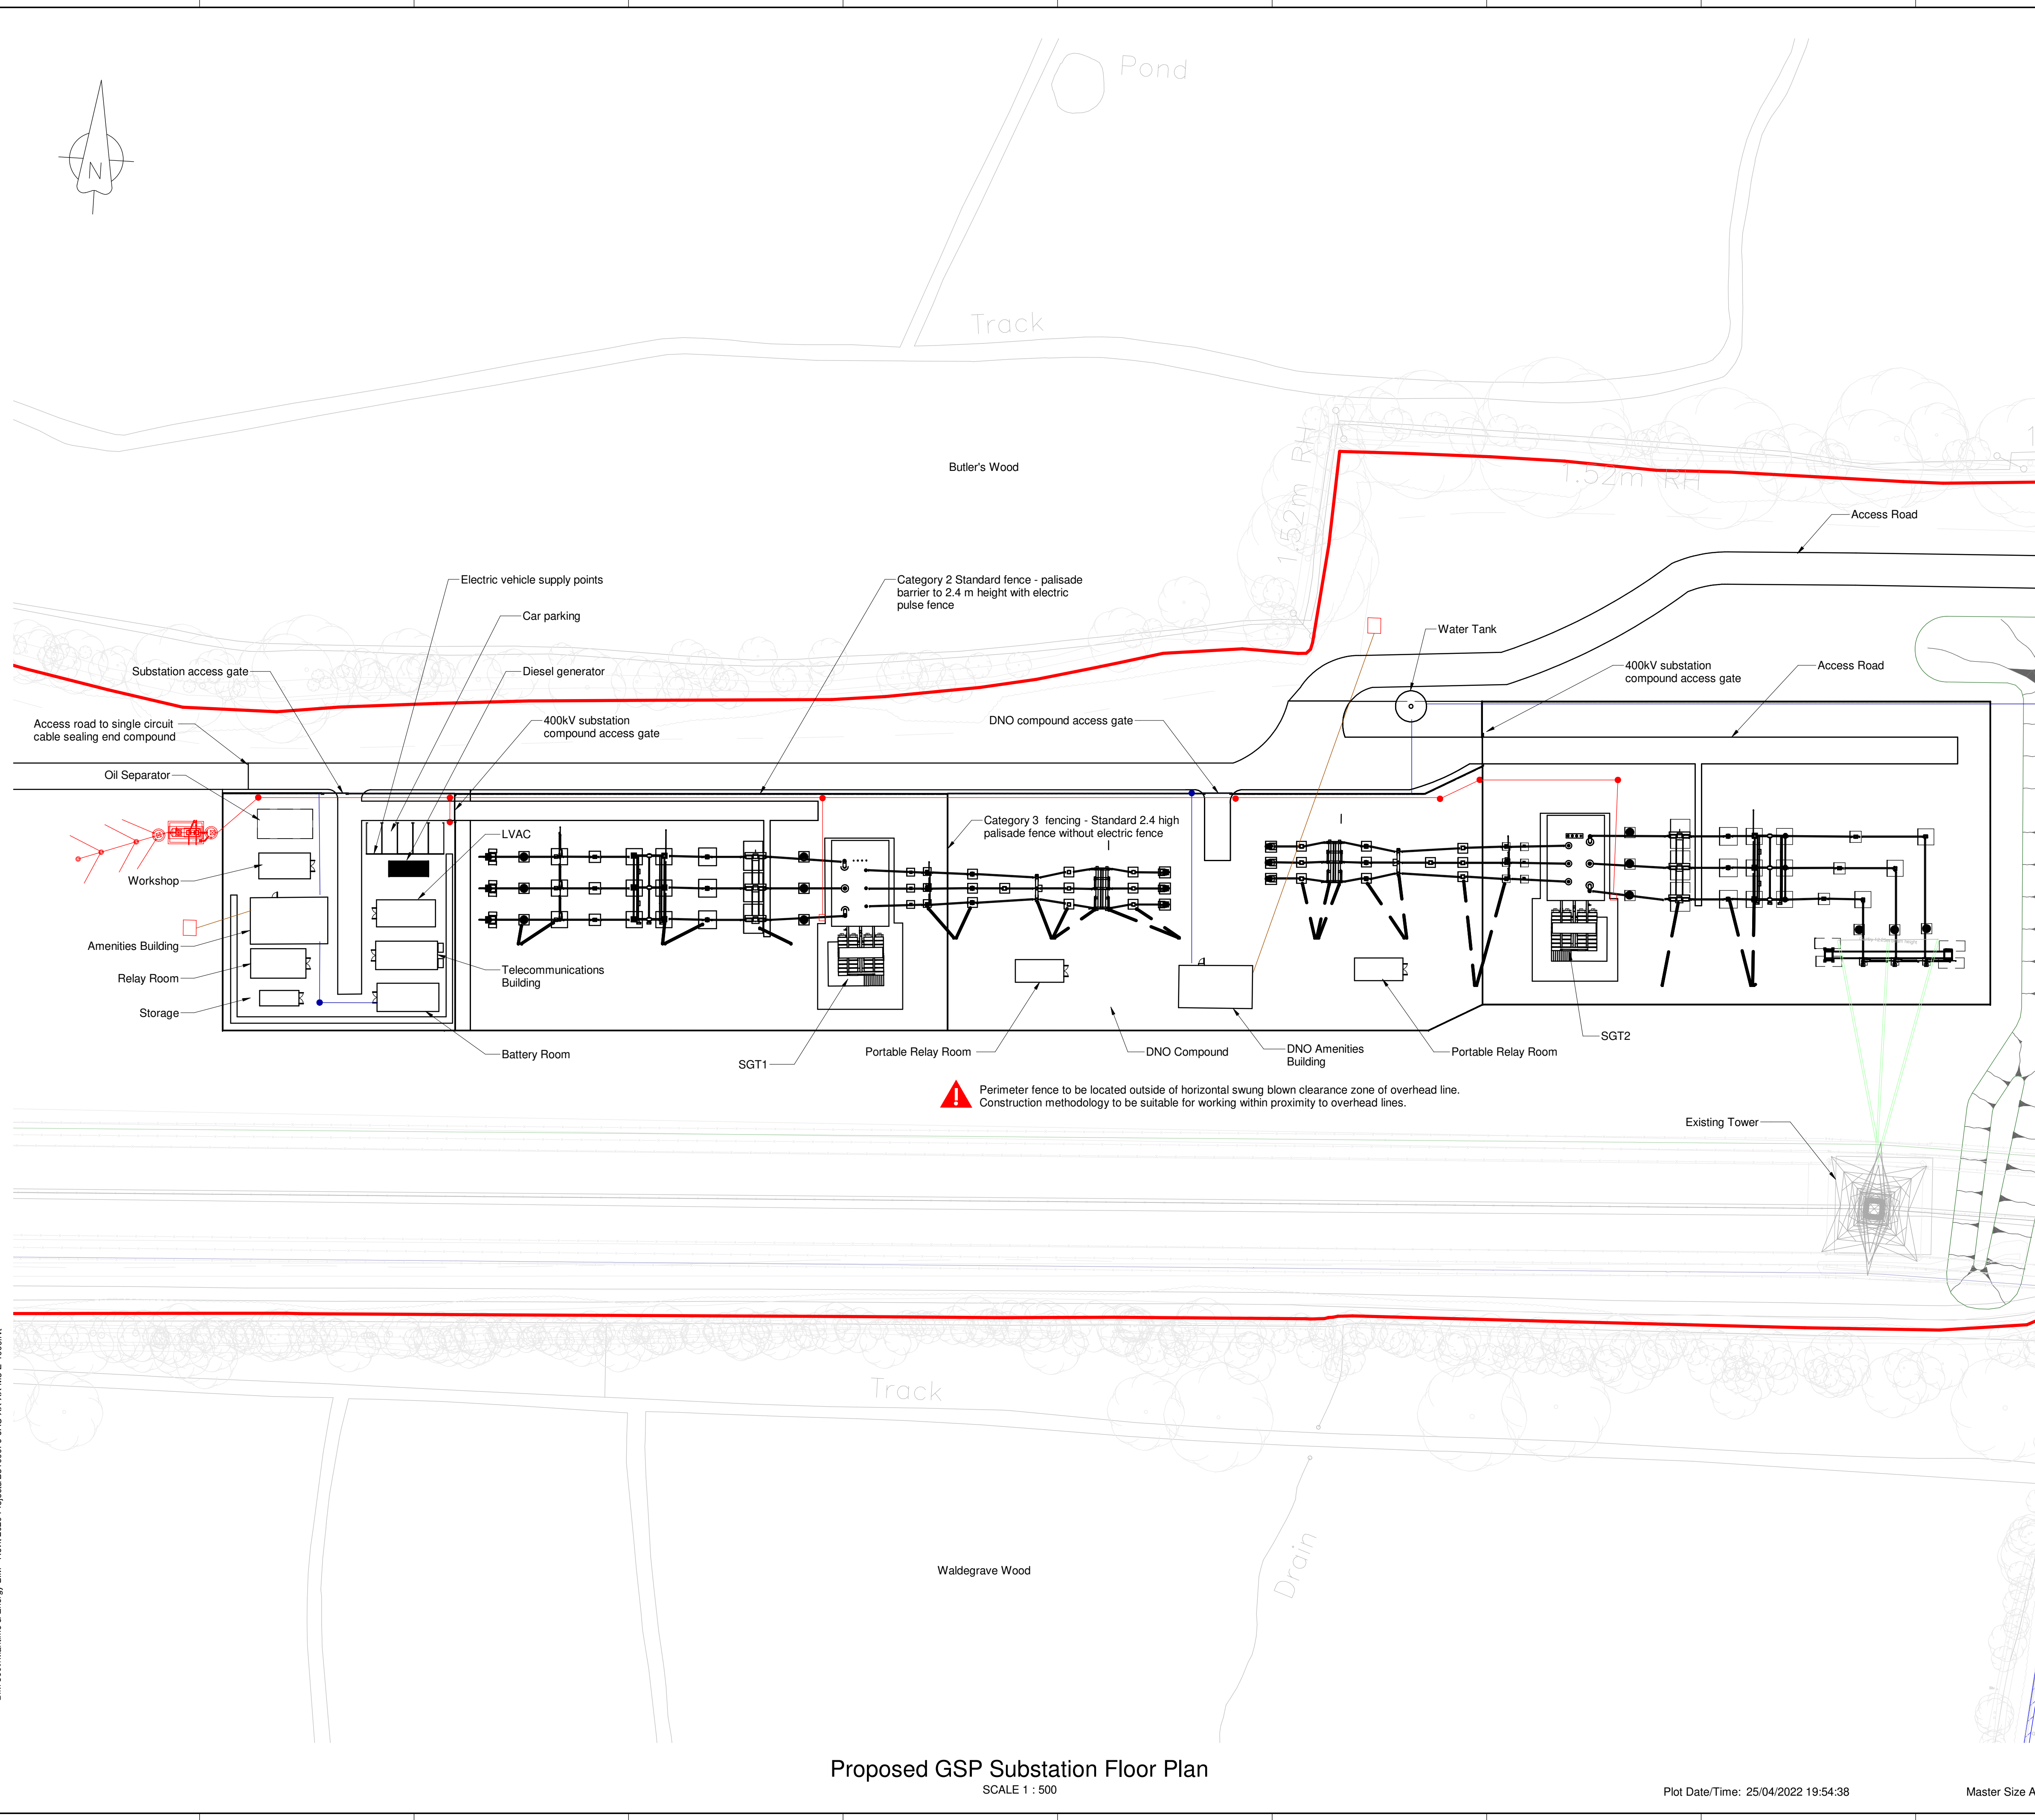 Pond
N
Track
Butler's Wood
1.52m RH
1.52m RH
Access Road
Electric vehicle supply points
Category 2 Standard fence - palisade
barrier to 2.4 m height with electric
pulse fence
Car parking
Water Tank
Substation access gate
Diesel generator
400kV substation
compound access gate
Access Road
Access road to single circuit
cable sealing end compound
400kV substation
compound access gate
DNO compound access gate
Oil Separator
Category 3 fencing - Standard 2.4 high
palisade fence without electric fence
LVAC
Workshop
Amenities Building
Relay Room
Telecommunications
Building
Storage
Battery Room
SGT1
Portable Relay Room
DNO Compound
DNO Amenities
Building
Portable Relay Room
SGT2
Perimeter fence to be located outside of horizontal swung blown clearance zone of overhead line.
Construction methodology to be suitable for working within proximity to overhead lines.
Existing Tower
Track
Drain
Waldegrave Wood
Proposed GSP Substation Floor Plan
SCALE 1 : 500
Plot Date/Time: 25/04/2022 19:54:38
Master Size A